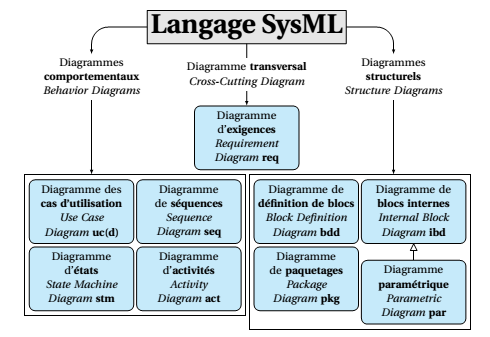 Langage SysML
Diagrammes
comportementaux
Behavior Diagrams
Diagramme transversal
Cross-Cutting Diagram
Diagrammes
structurels
Structure Diagrams
Diagramme
d'exigences
Requirement
Diagram req
Diagramme des
cas d'utilisation
Use Case
Diagram uc(d)
Diagramme
de séquences
Sequence
Diagram seq
Diagramme de
définition de blocs
Block Definition
Diagram bdd
Diagramme de
blocs internes
Internal Block
Diagram ibd
Diagramme
d'états
State Machine
Diagram stm
Diagramme
d'activités
Activity
Diagram act
Diagramme
de paquetages
Package
Diagram pkg
Diagramme
paramétrique
Parametric
Diagram par